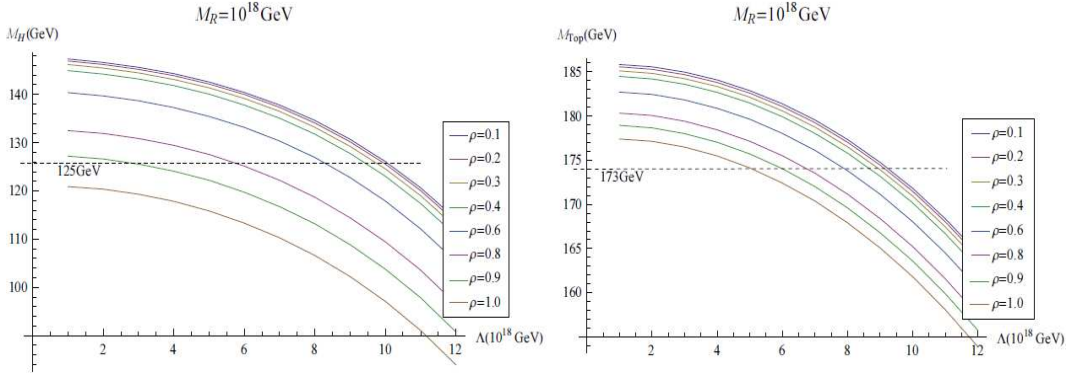 M_R=10^18 GeV
M_H(GeV)
140
130
120
110
100
125GeV
2
4
6
8
10
12
Λ(10^18 GeV)
ρ=0.1
ρ=0.2
ρ=0.3
ρ=0.4
ρ=0.6
ρ=0.8
ρ=0.9
ρ=1.0
M_R=10^18 GeV
M_Top(GeV)
185
180
175
170
165
160
173GeV
2
4
6
8
10
12
Λ(10^18 GeV)
ρ=0.1
ρ=0.2
ρ=0.3
ρ=0.4
ρ=0.6
ρ=0.8
ρ=0.9
ρ=1.0